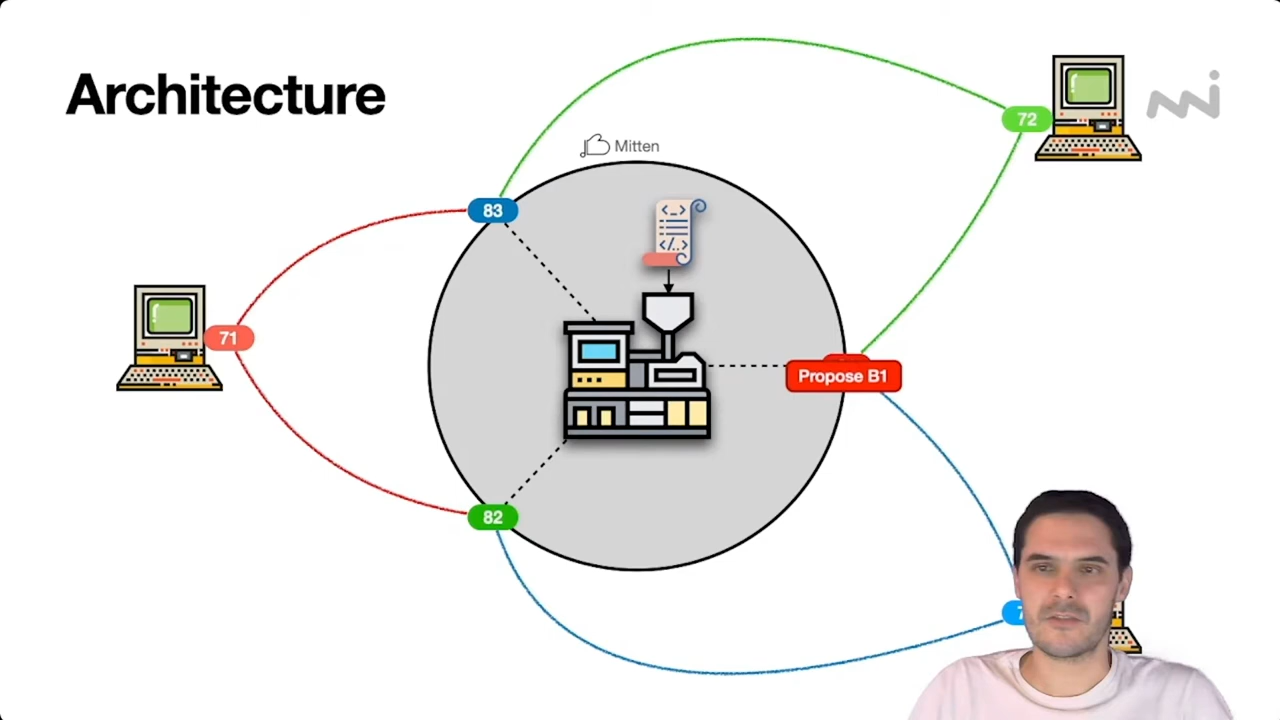 Architecture
72
Mitten
83
<_>
</..>
71
Propose B1
82